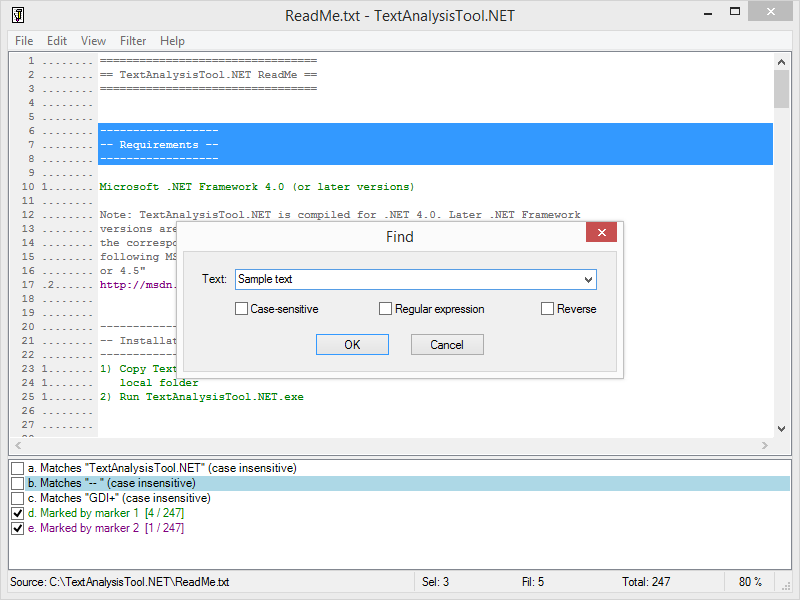 ReadMe.txt - TextAnalysisTool.NET
File Edit View Filter Help
1 ........ =================================
2 ........ == TextAnalysisTool.NET ReadMe ==
3 ........ =================================
4 ........
5 ........
6 ........ ------------------
7 ........ -- Requirements --
8 ........ ------------------
9 ........
10 1....... Microsoft .NET Framework 4.0 (or later versions)
11 ........
12 ........ Note: TextAnalysisTool.NET is compiled for .NET 4.0. Later .NET Framework
13 ........ versions are
14 ........ the
15 ........ following
16 ........ or 4.5"
17 .2...... http://msdn.
18 ........
19 ........
20 ........ ------------
21 ........ --
22 ........ ------------
23 1....... 1) Copy
24 1....... local folder
25 1....... 2) Run TextAnalysisTool.NET.exe
26 ........
27 ........
Find
Text: Sample text
Case-sensitive Regular expression Reverse
OK Cancel
a. Matches "TextAnalysisTool.NET" (case insensitive)
b. Matches "-- " (case insensitive)
c. Matches "GDI+" (case insensitive)
d. Marked by marker 1 [4 / 247]
e. Marked by marker 2 [1 / 247]
Source: C:\TextAnalysisTool.NET\ReadMe.txt Sel: 3 Fil: 5 Total: 247 80 %